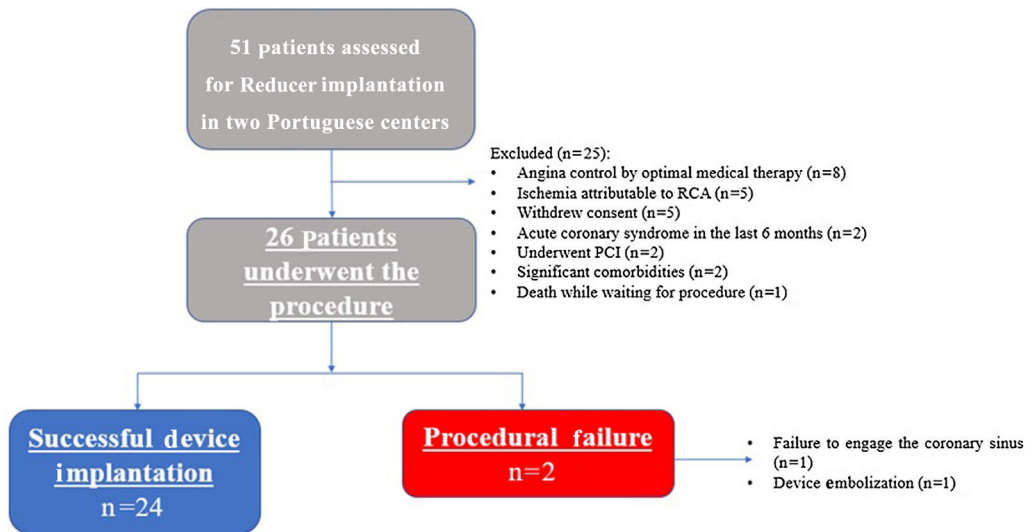 51 patients assessed
for Reducer implantation
in two Portuguese centers
Excluded (n=25):
• Angina control by optimal medical therapy (n=8)
• Ischemia attributable to RCA (n=5)
• Withdrew consent (n=5)
• Acute coronary syndrome in the last 6 months (n=2)
• Underwent PCI (n=2)
• Significant comorbidities (n=2)
• Death while waiting for procedure (n=1)
26 Patients
underwent the
procedure
Successful device
implantation
n=24
Procedural failure
n=2
• Failure to engage the coronary sinus
(n=1)
• Device embolization (n=1)